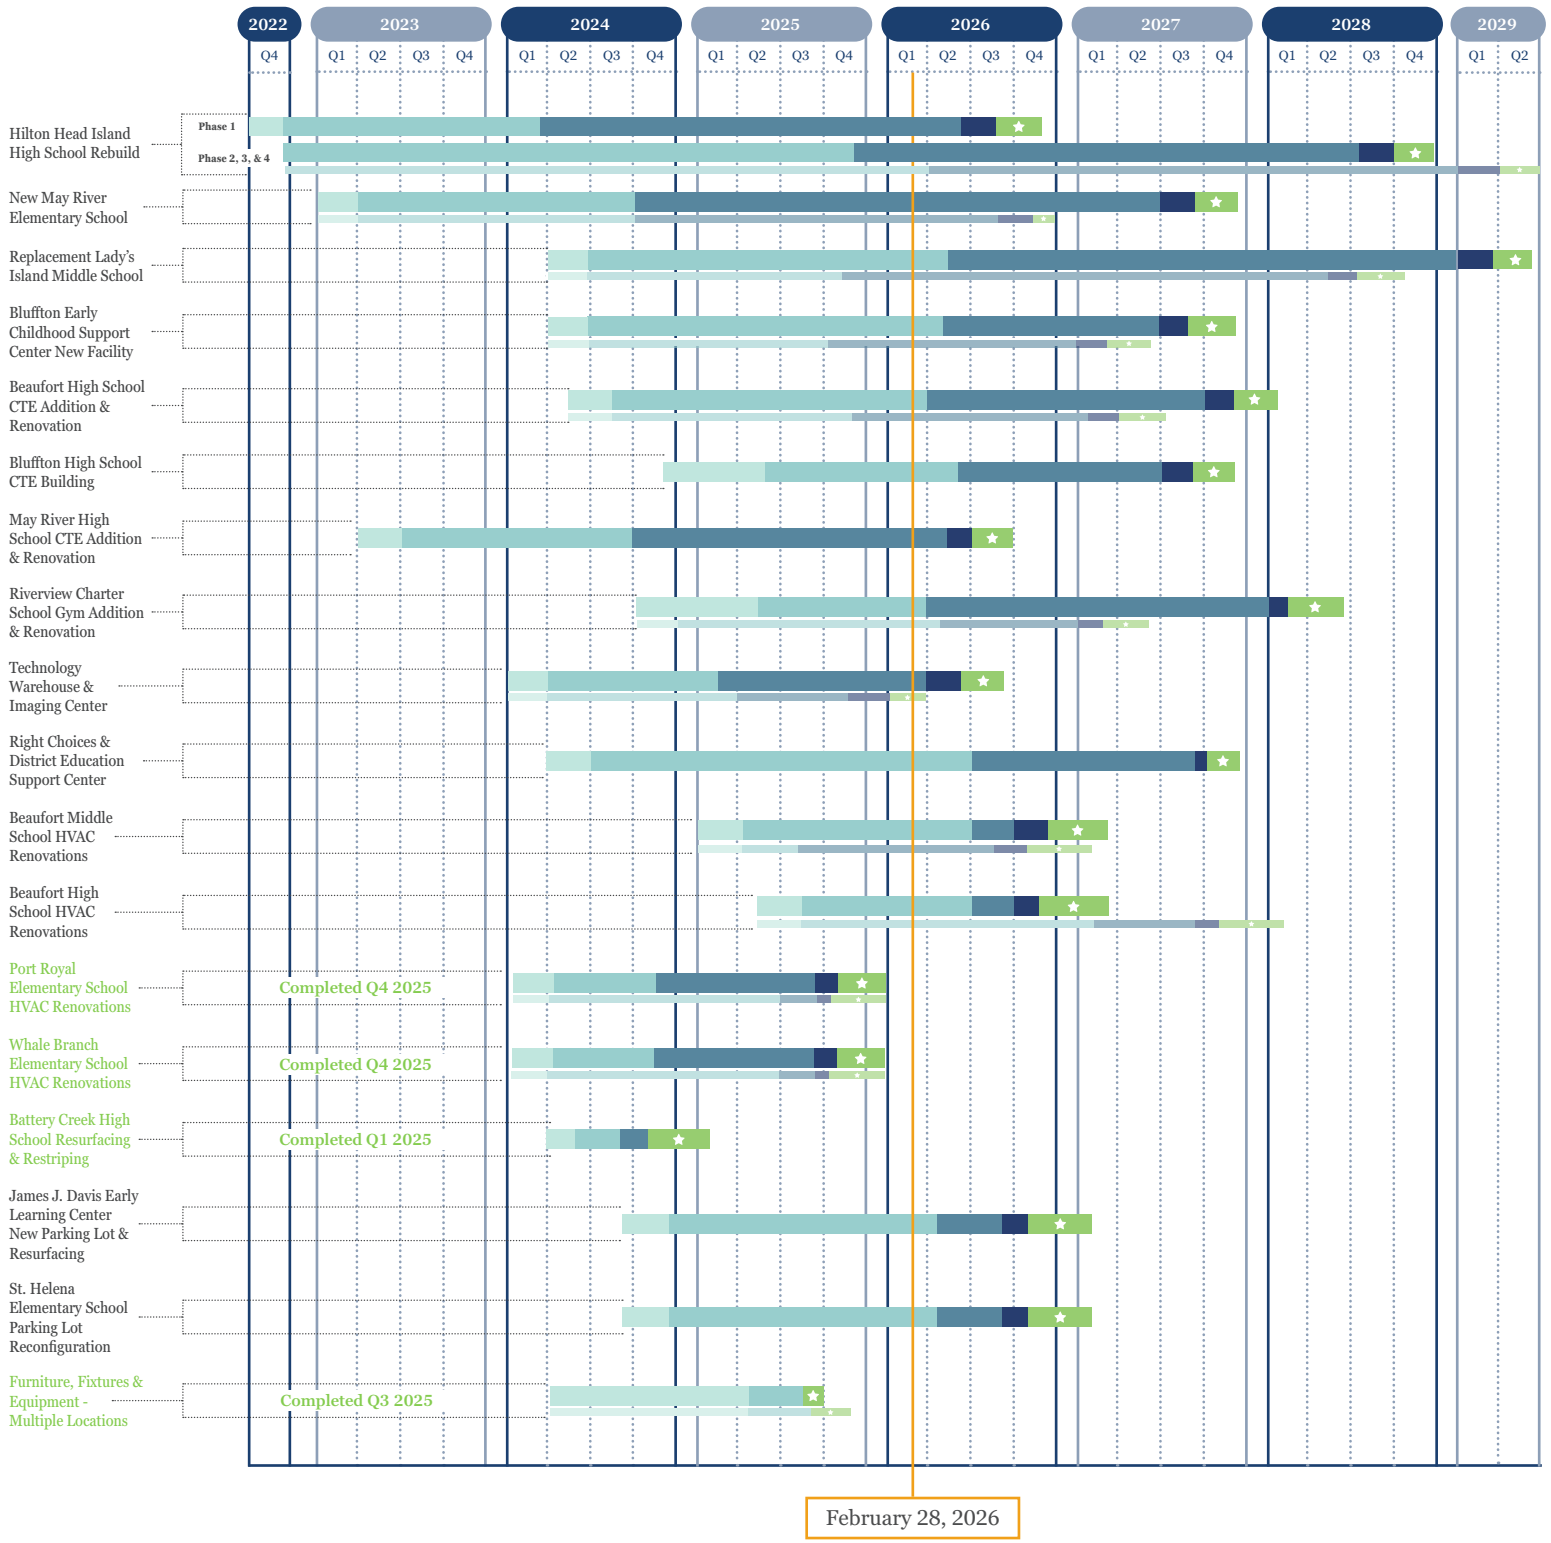 2022 2023 2024 2025 2026 2027 2028 2029
Q4 Q1 Q2 Q3 Q4 Q1 Q2 Q3 Q4 Q1 Q2 Q3 Q4 Q1 Q2 Q3 Q4 Q1 Q2 Q3 Q4 Q1 Q2 Q3 Q4 Q1 Q2
Hilton Head Island
High School Rebuild
Phase 1
Phase 2, 3, & 4
New May River
Elementary School
Replacement Lady’s
Island Middle School
Bluffton Early
Childhood Support
Center New Facility
Beaufort High School
CTE Addition &
Renovation
Bluffton High School
CTE Building
May River High
School CTE Addition
& Renovation
Riverview Charter
School Gym Addition
& Renovation
Technology
Warehouse &
Imaging Center
Right Choices &
District Education
Support Center
Beaufort Middle
School HVAC
Renovations
Beaufort High
School HVAC
Renovations
Port Royal
Elementary School
HVAC Renovations
Completed Q4 2025
Whale Branch
Elementary School
HVAC Renovations
Completed Q4 2025
Battery Creek High
School Resurfacing
& Restriping
Completed Q1 2025
James J. Davis Early
Learning Center
New Parking Lot &
Resurfacing
St. Helena
Elementary School
Parking Lot
Reconfiguration
Furniture, Fixtures &
Equipment -
Multiple Locations
Completed Q3 2025
February 28, 2026